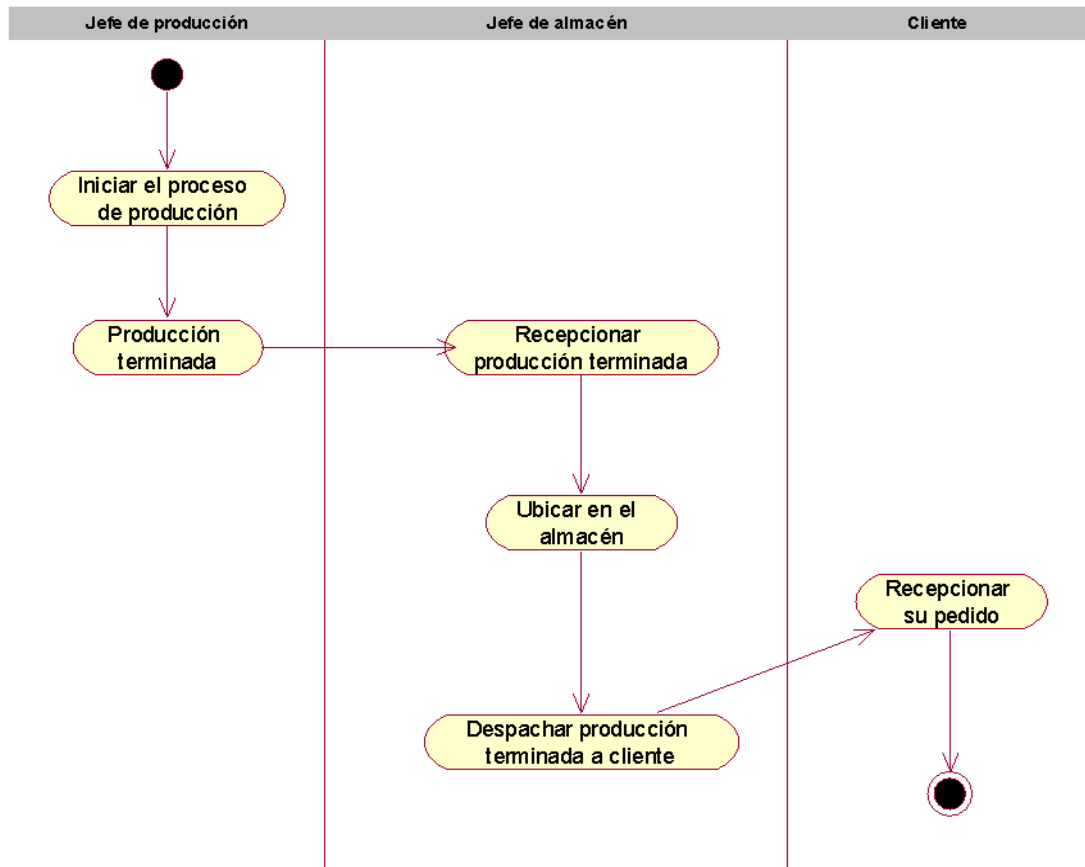 Jefe de producción
Jefe de almacén
Cliente
Iniciar el proceso
de producción
Producción
terminada
Recepcionar
producción terminada
Ubicar en el
almacén
Recepcionar
su pedido
Despachar producción
terminada a cliente